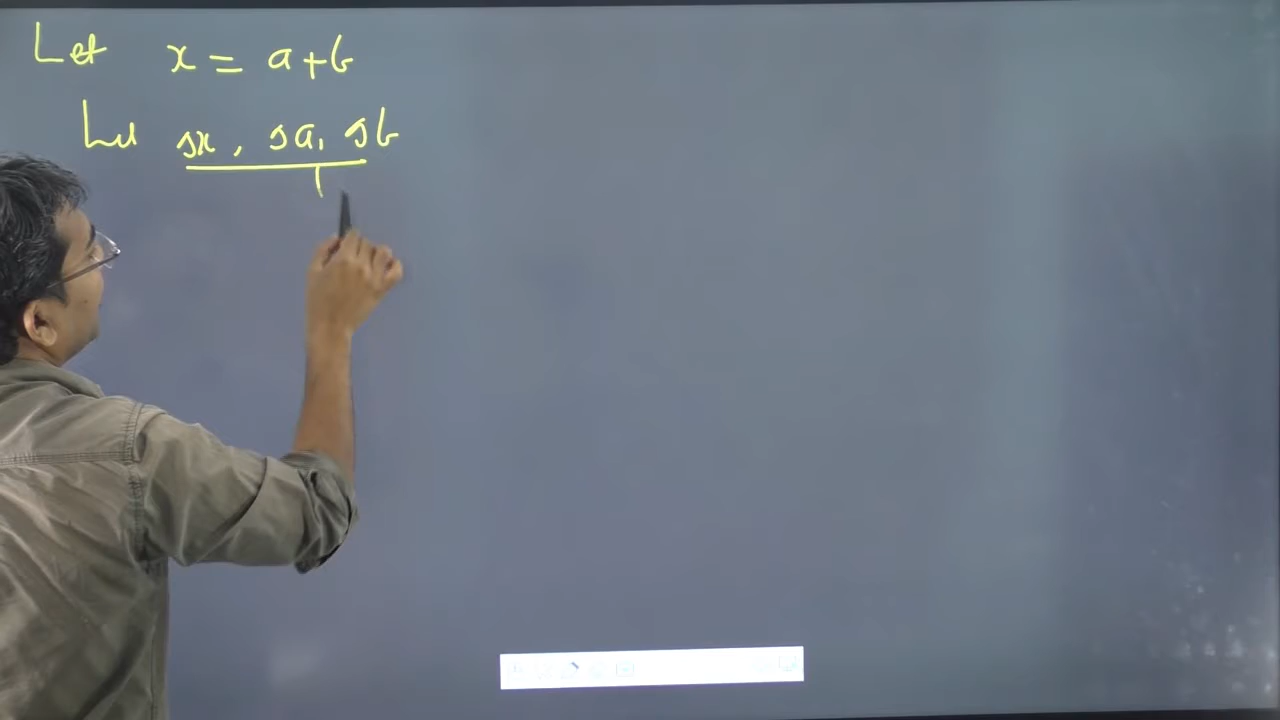 Let x = a+b
Let δx, δa, δb